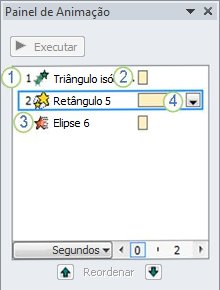 Painel de Animação
Executar
1 1 Triângulo isó 2 .
2 Retângulo 5 4
3 Elipse 6
Segundos 0 2
Reordenar